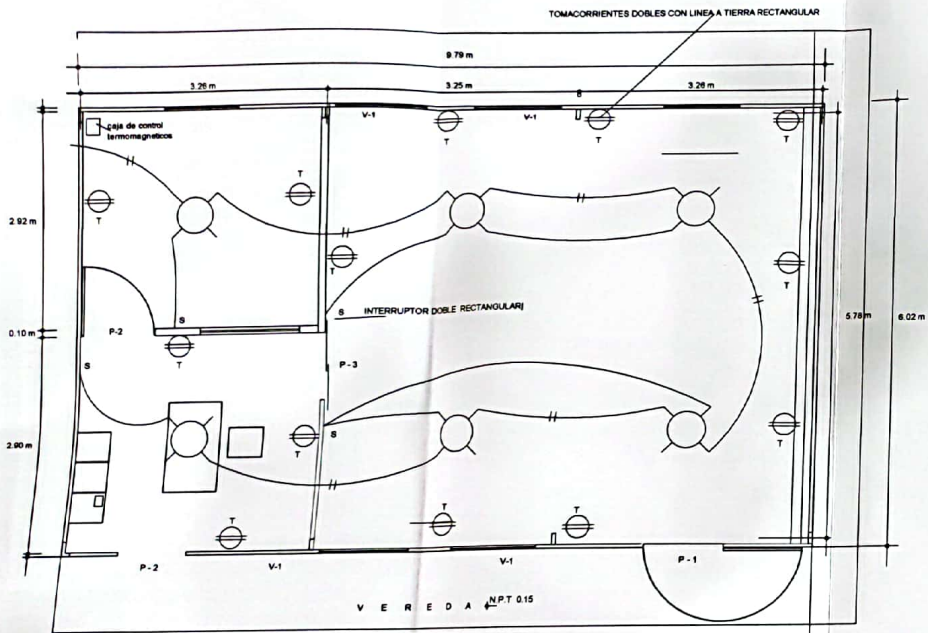 TOMACORRIENTES DOBLES CON LINEA A TIERRA RECTANGULAR
9.79 m
3.26 m
3.25 m
3.26 m
B
V-1
V-1
caja de control
termomagneticos
T
T
T
T
T
T
T
2.92 m
S
S
INTERRUPTOR DOBLE RECTANGULAR
5.78 m
6.02 m
0.10 m
P-2
P-3
T
S
S
T
T
2.90 m
T
T
T
P-2
V-1
V-1
P-1
V E R E D A
N.P.T 0.15